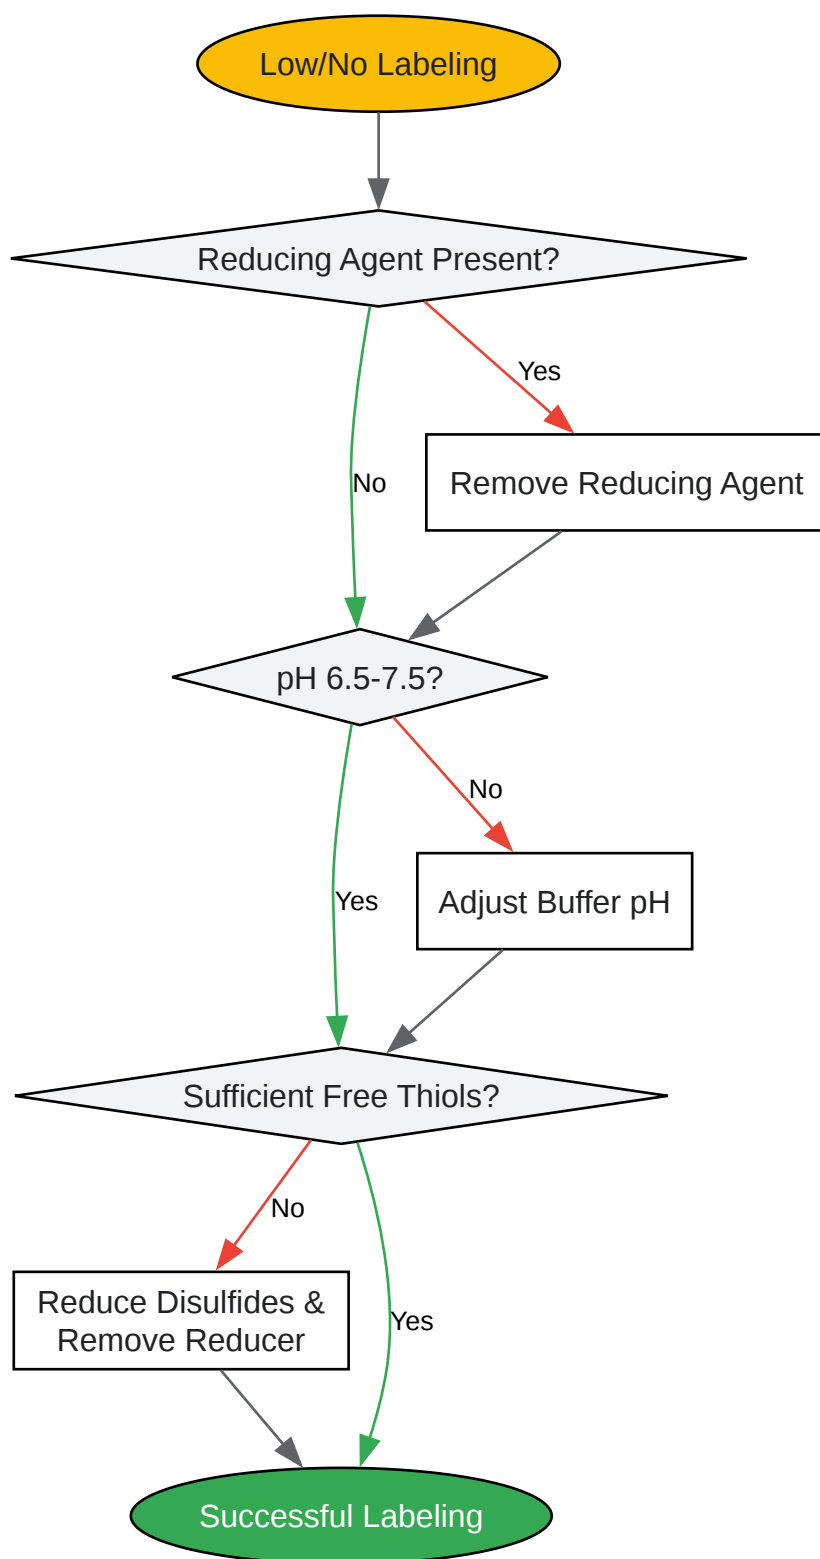 Low/No Labeling
Reducing Agent Present?
Yes
Remove Reducing Agent
No
pH 6.5-7.5?
No
Adjust Buffer pH
Yes
Sufficient Free Thiols?
No
Reduce Disulfides &
Remove Reducer
Yes
Successful Labeling